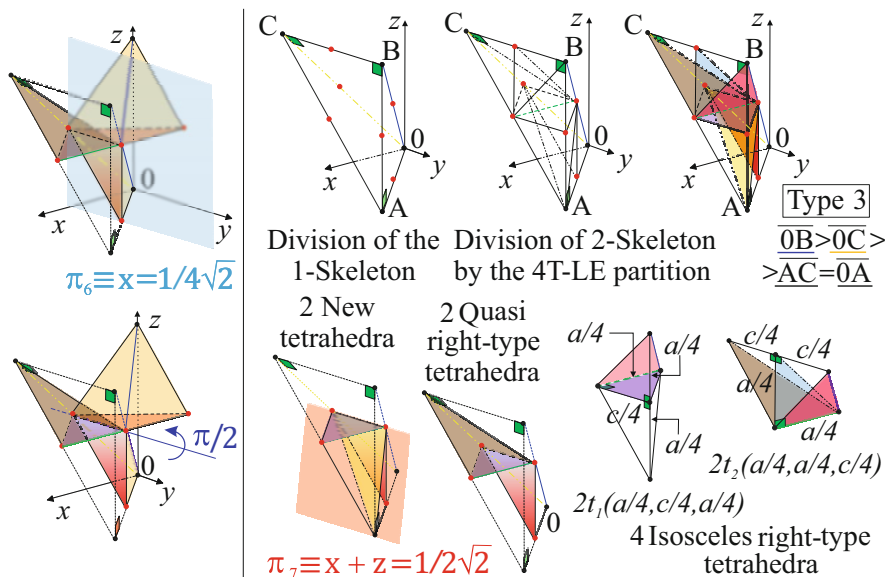 z
0
x
y
π₆≡x=1/4√2
z
π/2
0
x
y
C
z
B
0
x
y
A
Division of the
1-Skeleton
C
z
B
0
x
y
A
Division of 2-Skeleton
by the 4T-LE partition
C
z
B
0
x
y
A
Type 3
0B>0C>
>AC=0A
2 New
tetrahedra
π₇≡x + z=1/2√2
2 Quasi
right-type
tetrahedra
0
a/4
a/4
c/4
a/4
2t₁(a/4,c/4,a/4)
c/4
c/4
a/4
a/4
2t₂(a/4,a/4,c/4)
4 Isosceles right-type
tetrahedra